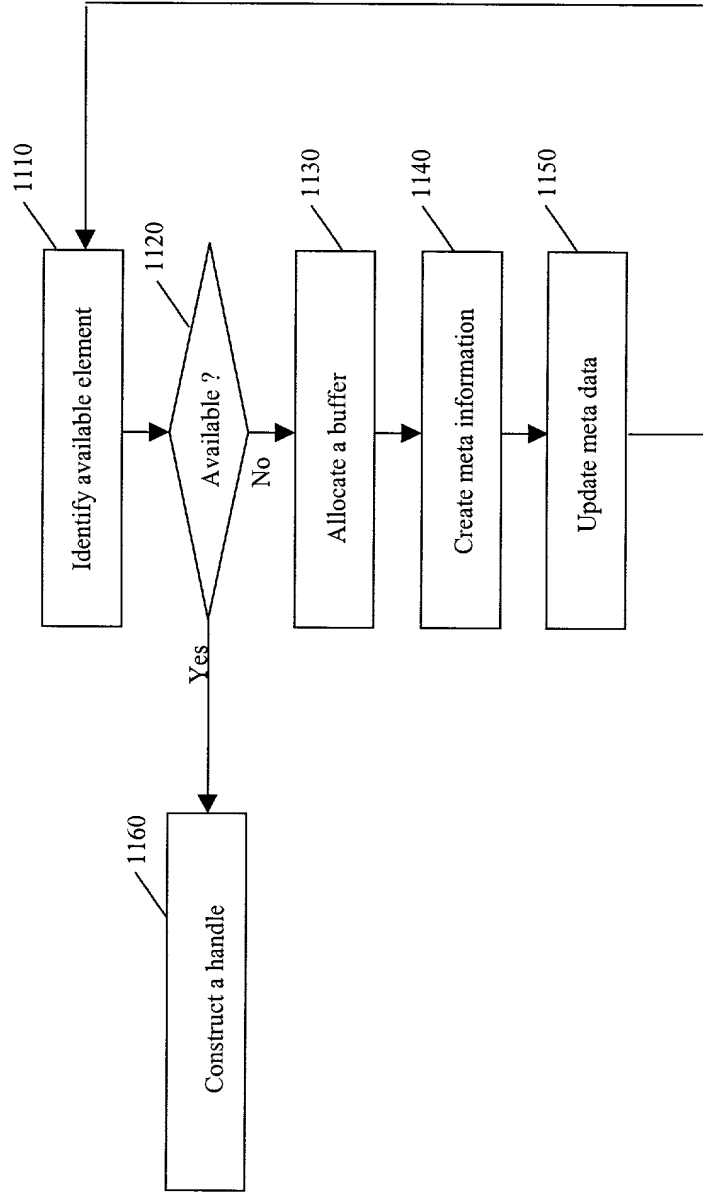 1110
Identify available element
1120
Available ?
Yes
No
1160
Construct a handle
1130
Allocate a buffer
1140
Create meta information
1150
Update meta data